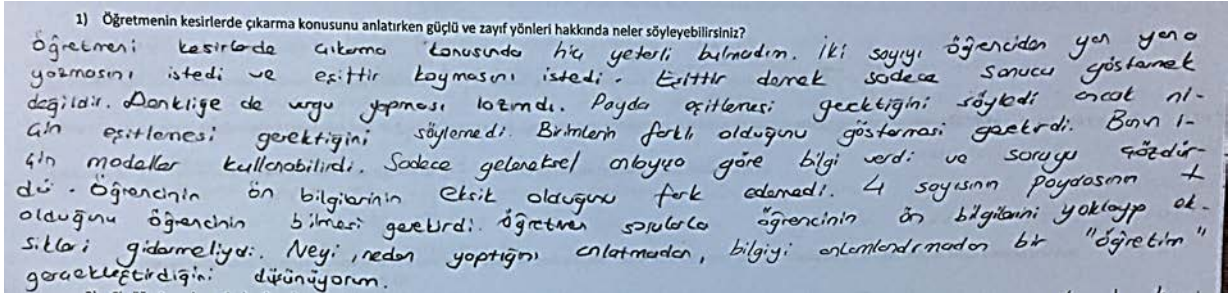 1) Öğretmenin kesirlerde çıkarma konusunu anlatırken güçlü ve zayıf yönleri hakkında neler söyleyebilirsiniz?
Öğretmeni kesirlerde çıkarma konusunda hiç yeterli bulmadım. İki sayıyı öğrenciden yan yana
yazmasını istedi ve eşittir koymasını istedi. Eşittir demek sadece sonucu göstermek
değildir. Denkliğe de vurgu yapması lazımdı. Payda eşitlemesi gerektiğini söyledi ancak ni-
çin eşitlemesi gerektiğini söylemedi. Birimlerin farklı olduğunu göstermesi gerekirdi. Bunun i-
çin modeller kullanabilirdi. Sadece geleneksel anlayışa göre bilgi verdi ve soruyu çözdür-
dü. Öğrencinin ön bilgilerinin eksik olduğunu fark edemedi. 4 sayısının paydasının 1
olduğunu öğrencinin bilmesi gerekirdi. Öğretmen sorularla öğrencinin ön bilgilerini yoklayıp ek-
sikleri gidermeliydi. Neyi, neden yaptığını anlatmadan, bilgiyi anlamlandırmadan bir "öğretim"
gerçekleştirdiğini düşünüyorum.